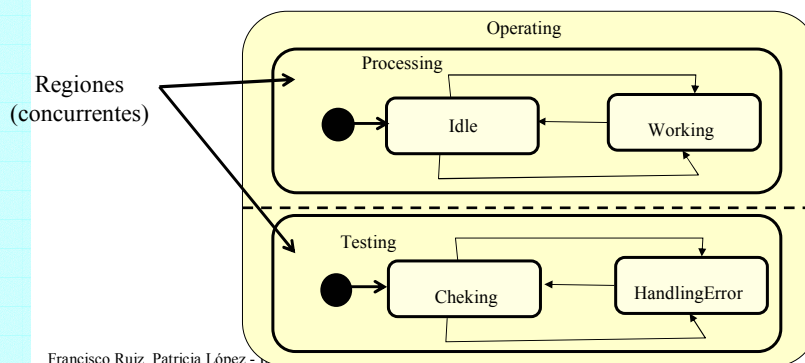 Operating
Processing
Regiones
(concurrentes)
Idle
Working
Testing
Cheking
HandlingError
Francisco Ruiz, Patricia López -